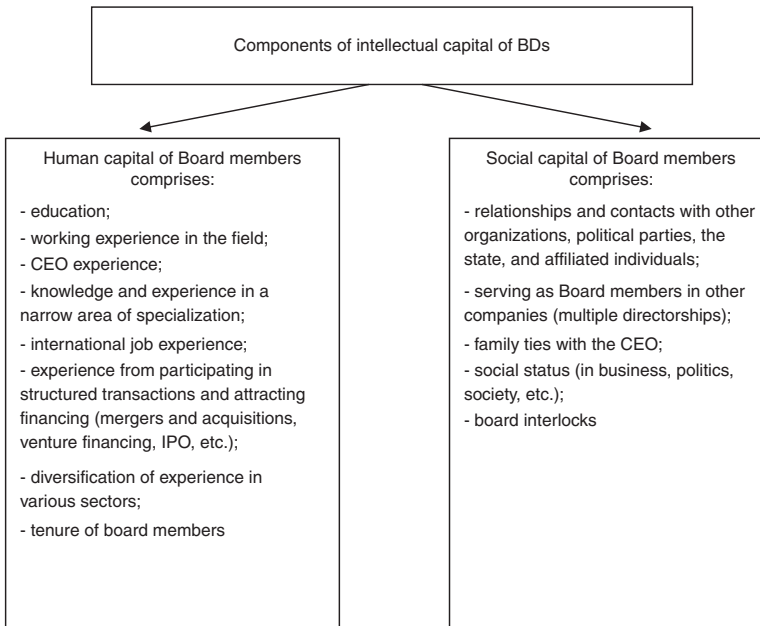 Components of intellectual capital of BDs
Human capital of Board members
comprises:
- education;
- working experience in the field;
- CEO experience;
- knowledge and experience in a
narrow area of specialization;
- international job experience;
- experience from participating in
structured transactions and attracting
financing (mergers and acquisitions,
venture financing, IPO, etc.);
- diversification of experience in
various sectors;
- tenure of board members
Social capital of Board members
comprises:
- relationships and contacts with other
organizations, political parties, the
state, and affiliated individuals;
- serving as Board members in other
companies (multiple directorships);
- family ties with the CEO;
- social status (in business, politics,
society, etc.);
- board interlocks